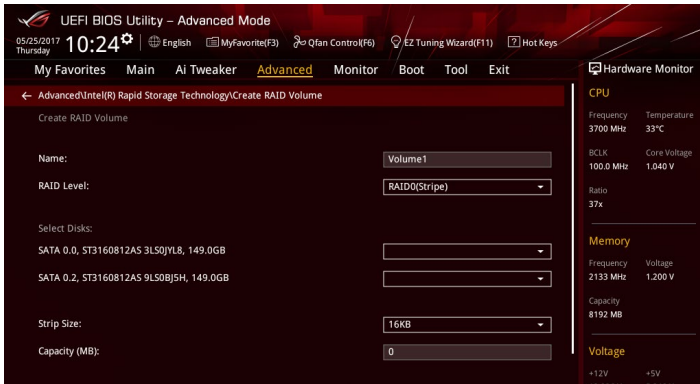 UEFI BIOS Utility – Advanced Mode
05/25/2017 Thursday 10:24 English MyFavorite(F3) Qfan Control(F6) EZ Tuning Wizard(F11) ? Hot Keys
My Favorites Main Ai Tweaker Advanced Monitor Boot Tool Exit
← Advanced\Intel(R) Rapid Storage Technology\Create RAID Volume
Create RAID Volume
Name: Volume1
RAID Level: RAID0(Stripe)
Select Disks:
SATA 0.0, ST3160812AS 3LS0JYL8, 149.0GB
SATA 0.2, ST3160812AS 9LS0BJ5H, 149.0GB
Strip Size: 16KB
Capacity (MB): 0
Hardware Monitor
CPU
Frequency Temperature
3700 MHz 33°C
BCLK Core Voltage
100.0 MHz 1.040 V
Ratio
37x
Memory
Frequency Voltage
2133 MHz 1.200 V
Capacity
8192 MB
Voltage
+12V +5V